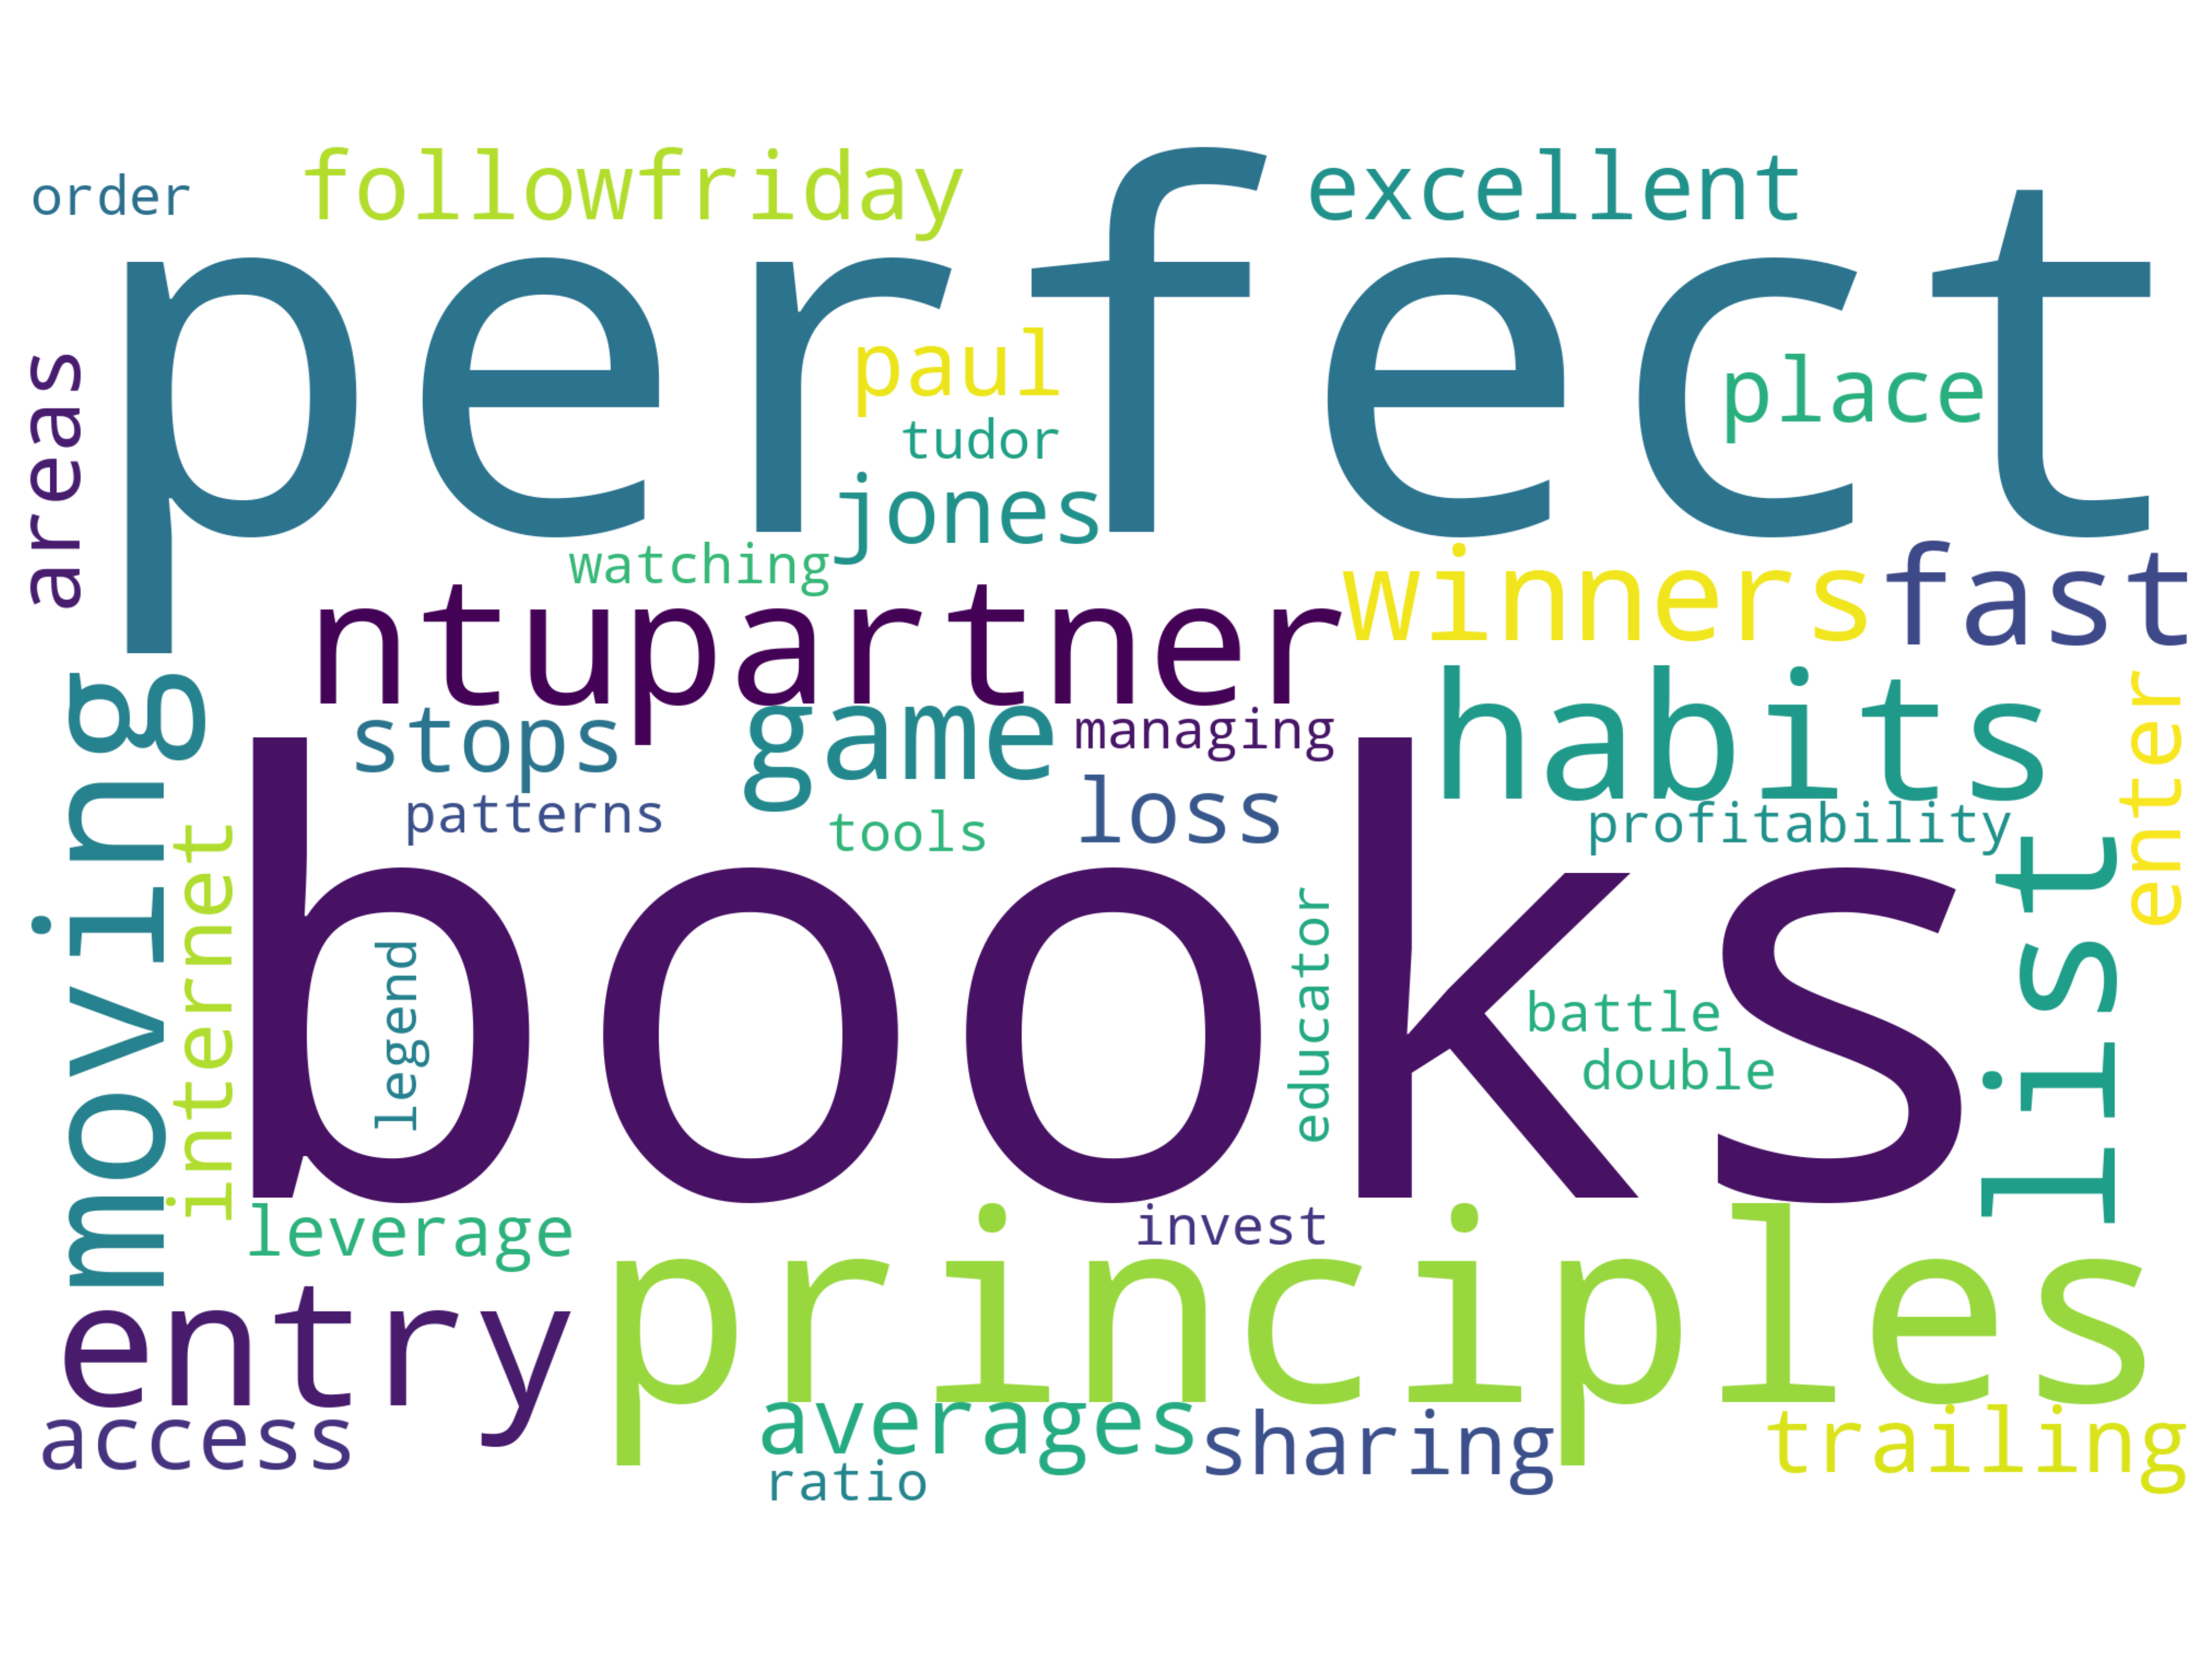 order
followfriday
excellent
perfect
areas
paul
place
tudor
jones
watching
winners
fast
ntupartner
habits
moving
enter
stops
game
managing
patterns
tools
loss
profitability
internet
books
list
legend
educator
battle
double
leverage
invest
principles
entry
access
averages
sharing
trailing
ratio